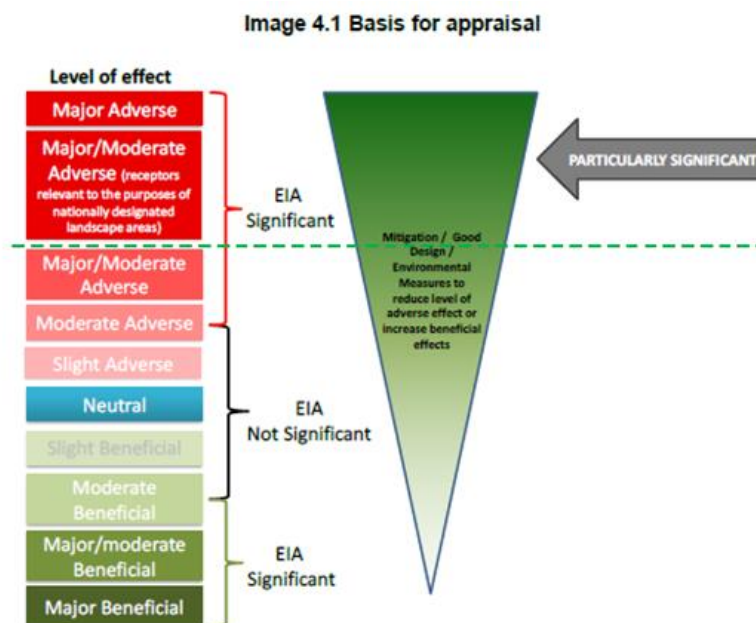 Image 4.1 Basis for appraisal
Level of effect
Major Adverse
Major/Moderate
Adverse (receptors
relevant to the purposes of
nationally designated
landscape areas)
Major/Moderate
Adverse
Moderate Adverse
Slight Adverse
Neutral
Slight Beneficial
Moderate
Beneficial
Major/moderate
Beneficial
Major Beneficial
EIA
Significant
EIA
Not Significant
EIA
Significant
Mitigation / Good
Design /
Environmental
Measures to
reduce level of
adverse effect or
increase beneficial
effects
PARTICULARLY SIGNIFICANT